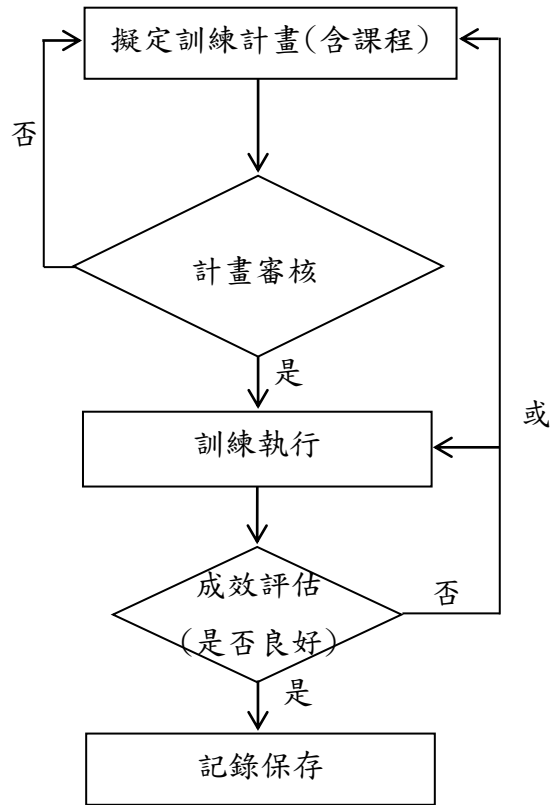 擬定訓練計畫(含課程)
否
計畫審核
是
訓練執行
或
成效評估
(是否良好)
否
是
記錄保存